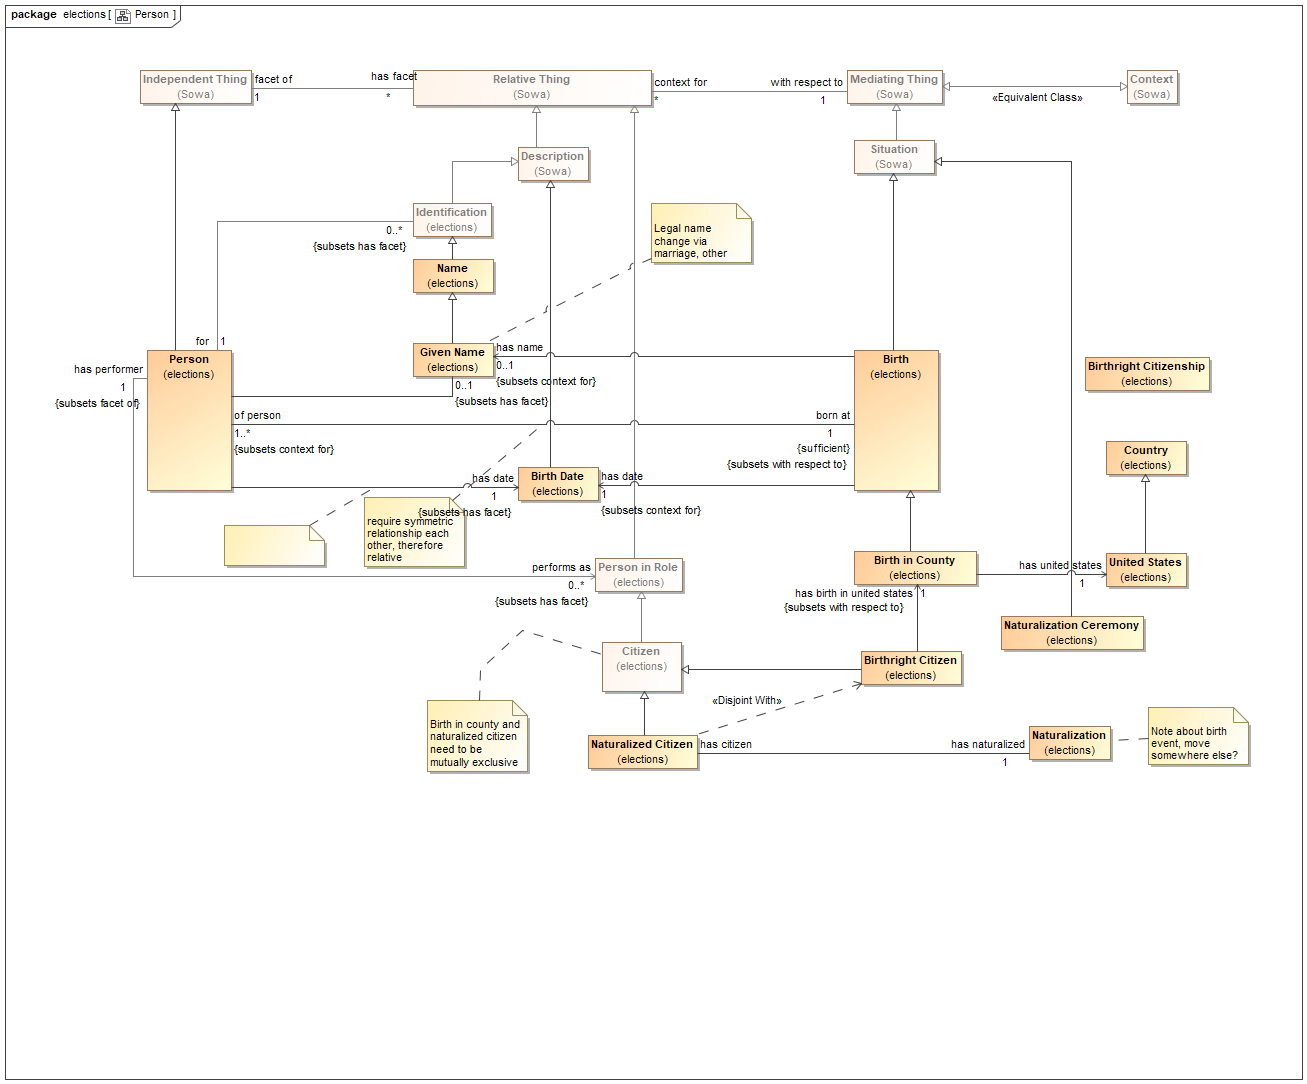 package elections [ Person ]
Independent Thing
(Sowa)
facet of
1
has facet
*
Relative Thing
(Sowa)
context for
*
with respect to
1
Mediating Thing
(Sowa)
«Equivalent Class»
Context
(Sowa)
Description
(Sowa)
Situation
(Sowa)
Identification
(elections)
0..*
{subsets has facet}
Legal name
change via
marriage, other
Name
(elections)
for
1
Given Name
(elections)
has name
0..1
{subsets context for}
0..1
{subsets has facet}
Person
(elections)
has performer
1
{subsets facet of}
Birth
(elections)
Birthright Citizenship
(elections)
of person
1..*
{subsets context for}
born at
1
{sufficient}
{subsets with respect to}
Country
(elections)
has date
1
{subsets has facet}
Birth Date
(elections)
has date
1
{subsets context for}
require symmetric
relationship each
other, therefore
relative
performs as
0..*
{subsets has facet}
Person in Role
(elections)
Birth in County
(elections)
has united states
1
United States
(elections)
has birth in united states
1
{subsets with respect to}
Naturalization Ceremony
(elections)
Citizen
(elections)
Birthright Citizen
(elections)
«Disjoint With»
Birth in county and
naturalized citizen
need to be
mutually exclusive
Naturalized Citizen
(elections)
has citizen
has naturalized
1
Naturalization
(elections)
Note about birth
event, move
somewhere else?